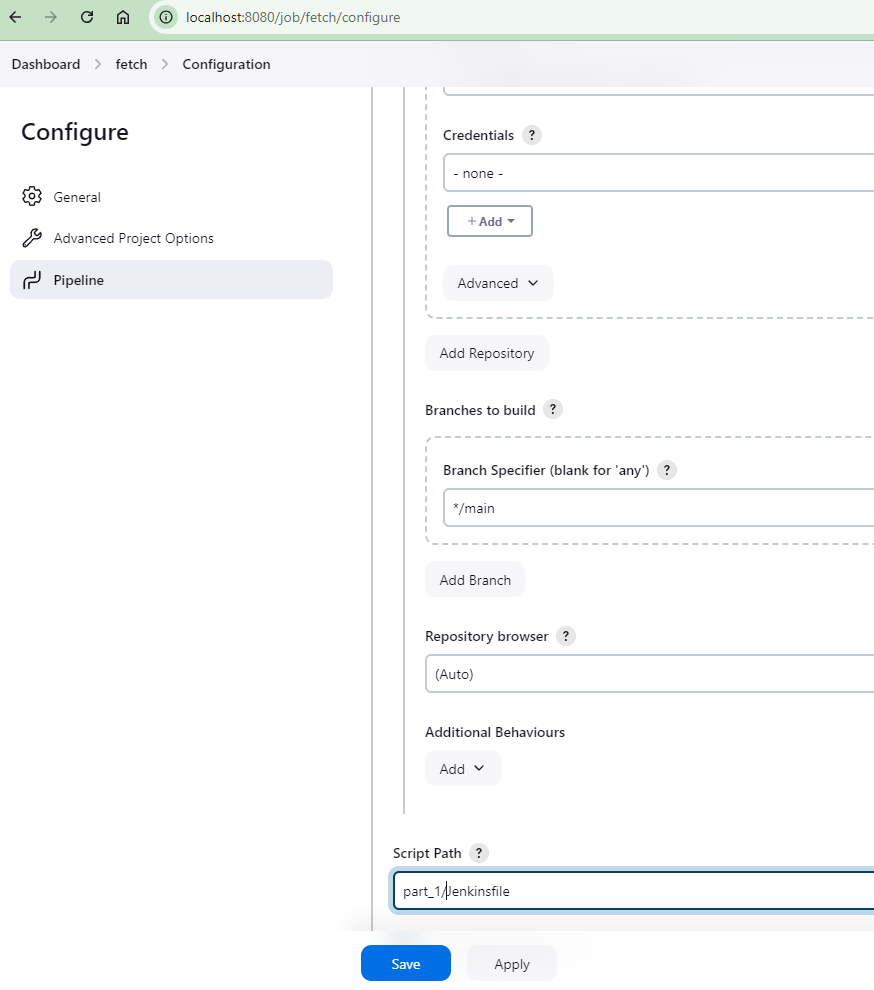 localhost:8080/job/fetch/configure
Dashboard > fetch > Configuration
Configure
General
Advanced Project Options
Pipeline
Credentials ?
- none -
+ Add
Advanced
Add Repository
Branches to build ?
Branch Specifier (blank for 'any') ?
*/main
Add Branch
Repository browser ?
(Auto)
Additional Behaviours
Add
Script Path ?
part_1/Jenkinsfile
Save Apply